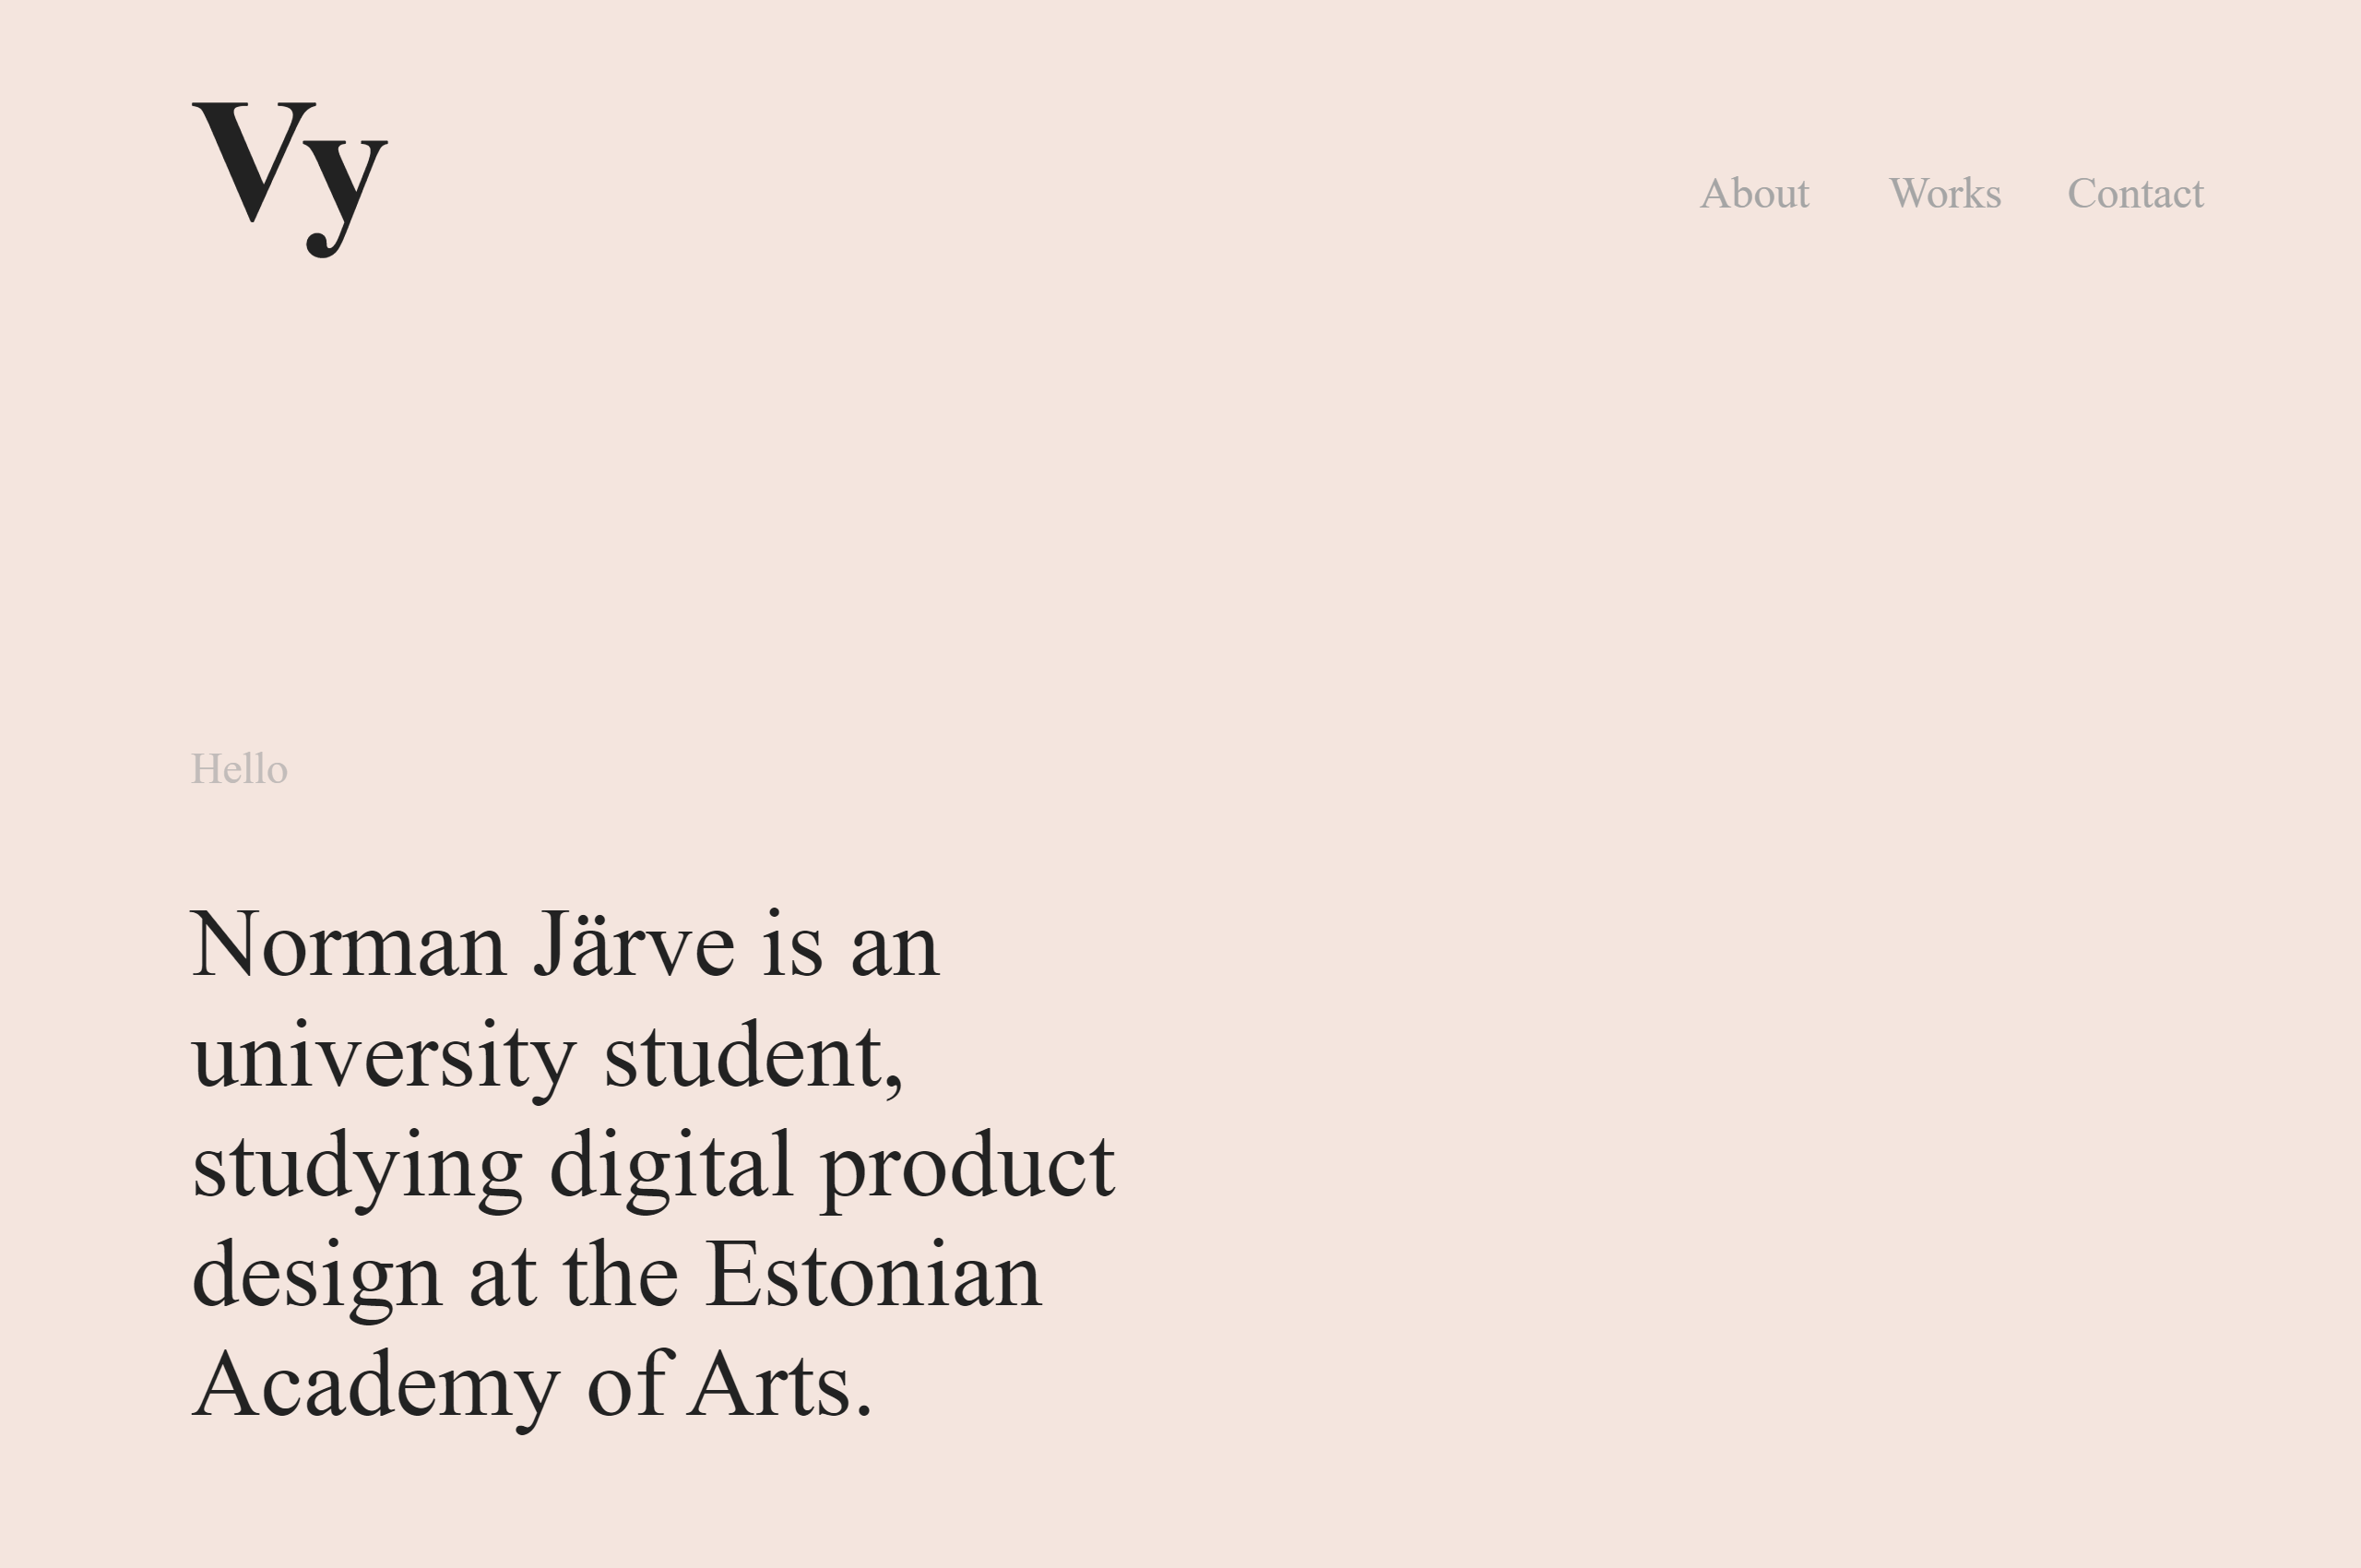 Vy
About Works Contact
Hello
Norman Järve is an
university student,
studying digital product
design at the Estonian
Academy of Arts.